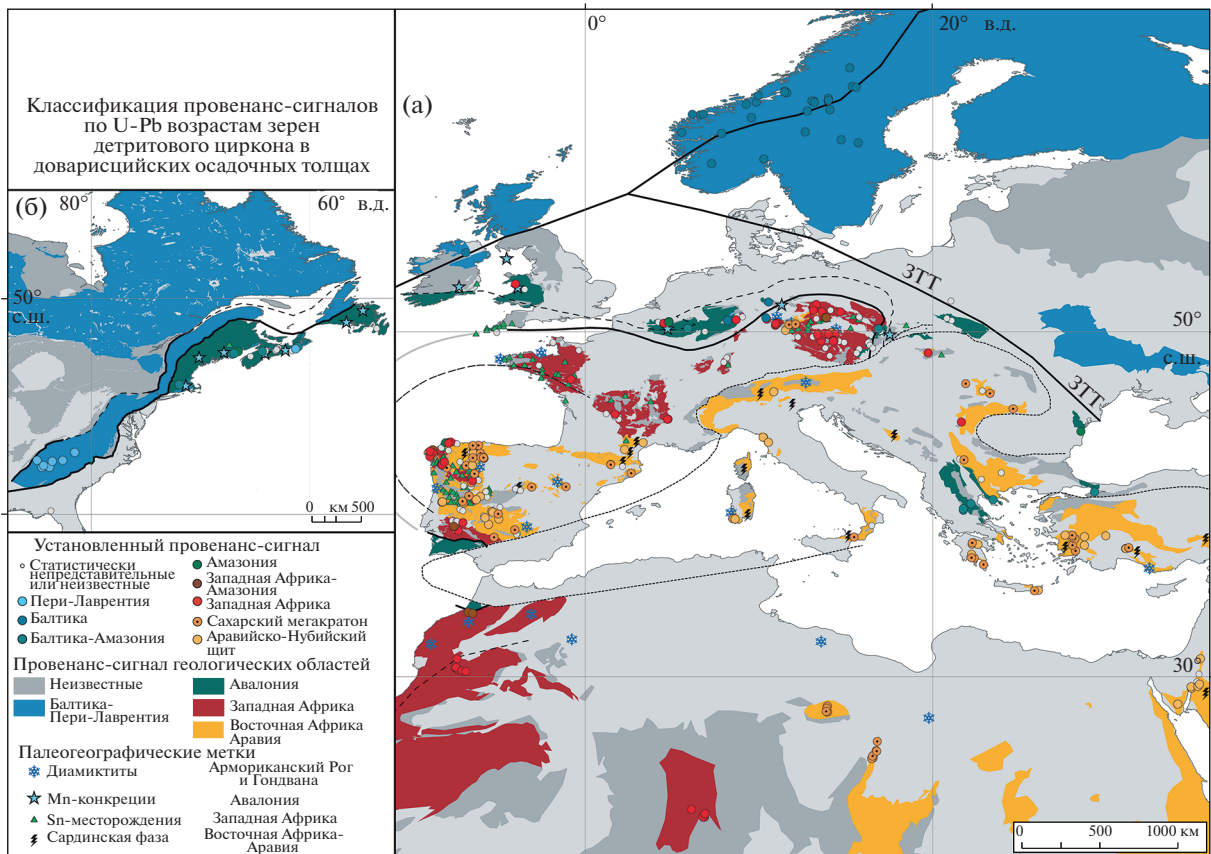 Классификация провенанс-сигналов
по U-Pb возрастам зерен
детритового циркона в
доварисцийских осадочных толщах
(б)
80°
60° в.д.
50°
с.ш.
0 км 500
Установленный провенанс-сигнал
Статистически
непредставительные
или неизвестные
Пери-Лаврентия
Балтика
Балтика-Амазония
Амазония
Западная Африка-
Амазония
Западная Африка
Сахарский мегакратон
Аравийско-Нубийский
щит
Провенанс-сигнал геологических областей
Неизвестные
Балтика-
Пери-Лаврентия
Авалония
Западная Африка
Восточная Африка
Аравия
Палеогеографические метки
Диамиктиты
Mn-конкреции
Sn-месторождения
Сардинская фаза
Армориканский Рог
и Гондвана
Авалония
Западная Африка
Восточная Африка-
Аравия
(а)
0°
20° в.д.
ЗТТ
50°
с.ш.
ЗТТ
30°
0 500 1000 км